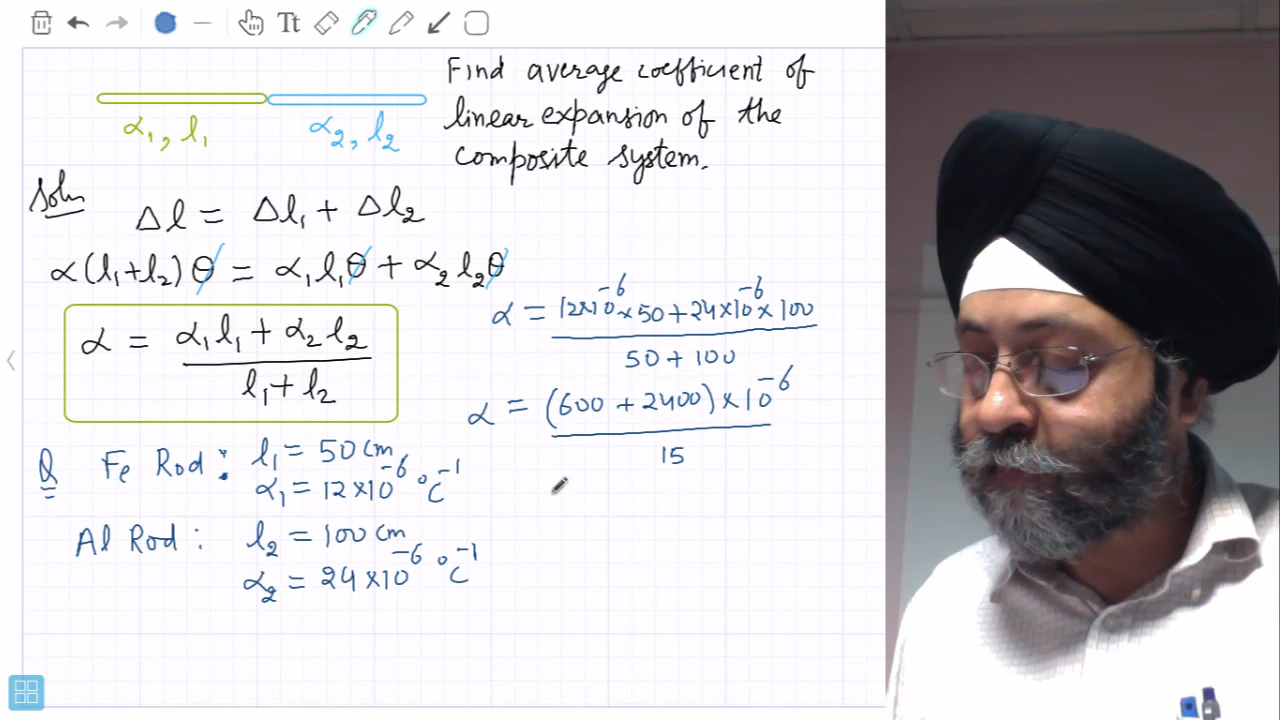 Tt
Find average coefficient of
linear expansion of the
composite system.
α₁, l₁
α₂, l₂
Soln
Δl = Δl₁ + Δl₂
α(l₁+l₂)θ = α₁l₁θ + α₂l₂θ
α = α₁l₁ + α₂l₂
l₁ + l₂
Q Fe Rod : l₁ = 50 cm
α₁ = 12×10⁻⁶ °C⁻¹
Al Rod : l₂ = 100 cm
α₂ = 24×10⁻⁶ °C⁻¹
α = 12×10⁻⁶×50+24×10⁻⁶×100
50+100
α = (600 + 2400)×10⁻⁶
15